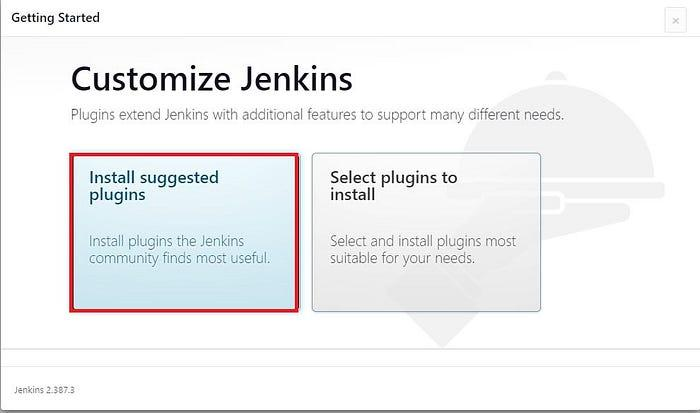 Getting Started
Customize Jenkins
Plugins extend Jenkins with additional features to support many different needs.
Install suggested
plugins
Install plugins the Jenkins
community finds most useful.
Select plugins to
install
Select and install plugins most
suitable for your needs.
Jenkins 2.387.3